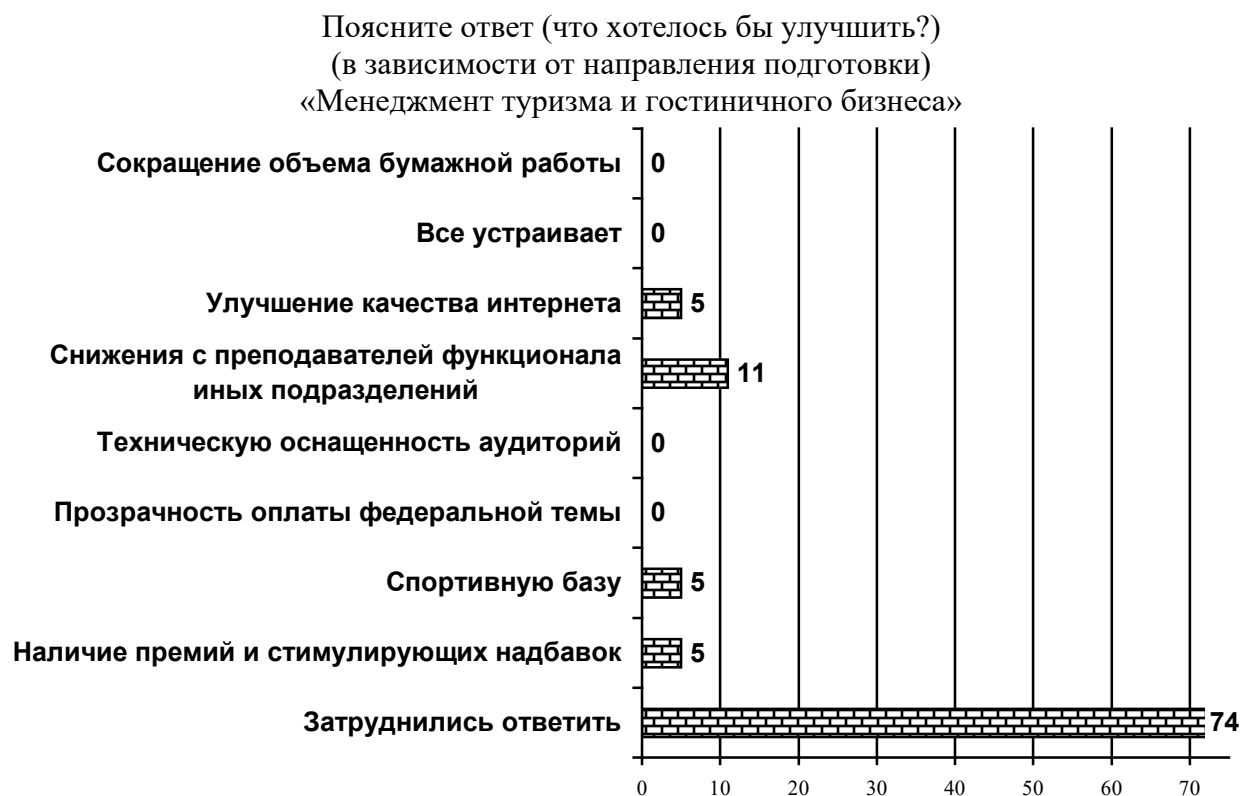 Поясните ответ (что хотелось бы улучшить?)
(в зависимости от направления подготовки)
«Менеджмент туризма и гостиничного бизнеса»
Сокращение объема бумажной работы 0
Все устраивает 0
Улучшение качества интернета 5
Снижения с преподавателей функционала
иных подразделений 11
Техническую оснащенность аудиторий 0
Прозрачность оплаты федеральной темы 0
Спортивную базу 5
Наличие премий и стимулирующих надбавок 5
Затруднились ответить 74
0 10 20 30 40 50 60 70